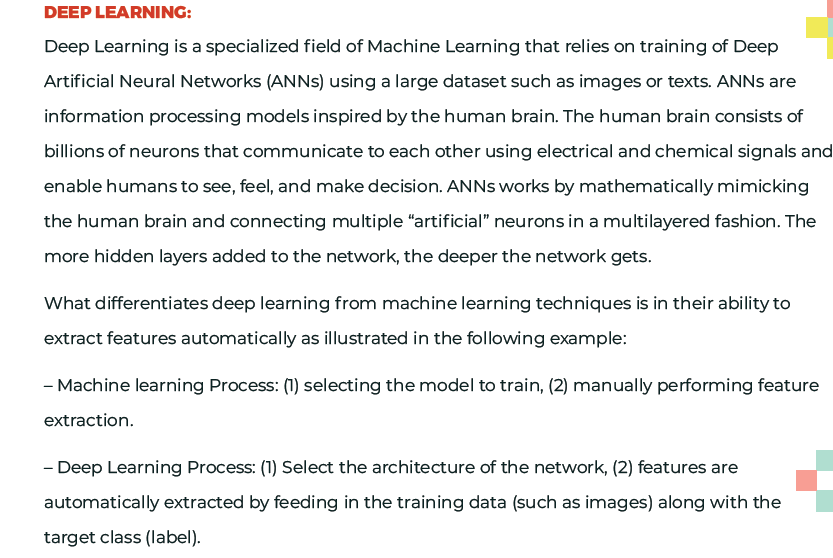 DEEP LEARNING:
Deep Learning is a specialized field of Machine Learning that relies on training of Deep
Artificial Neural Networks (ANNs) using a large dataset such as images or texts. ANNs are
information processing models inspired by the human brain. The human brain consists of
billions of neurons that communicate to each other using electrical and chemical signals and
enable humans to see, feel, and make decision. ANNs works by mathematically mimicking
the human brain and connecting multiple “artificial” neurons in a multilayered fashion. The
more hidden layers added to the network, the deeper the network gets.
What differentiates deep learning from machine learning techniques is in their ability to
extract features automatically as illustrated in the following example:
– Machine learning Process: (1) selecting the model to train, (2) manually performing feature
extraction.
– Deep Learning Process: (1) Select the architecture of the network, (2) features are
automatically extracted by feeding in the training data (such as images) along with the
target class (label).